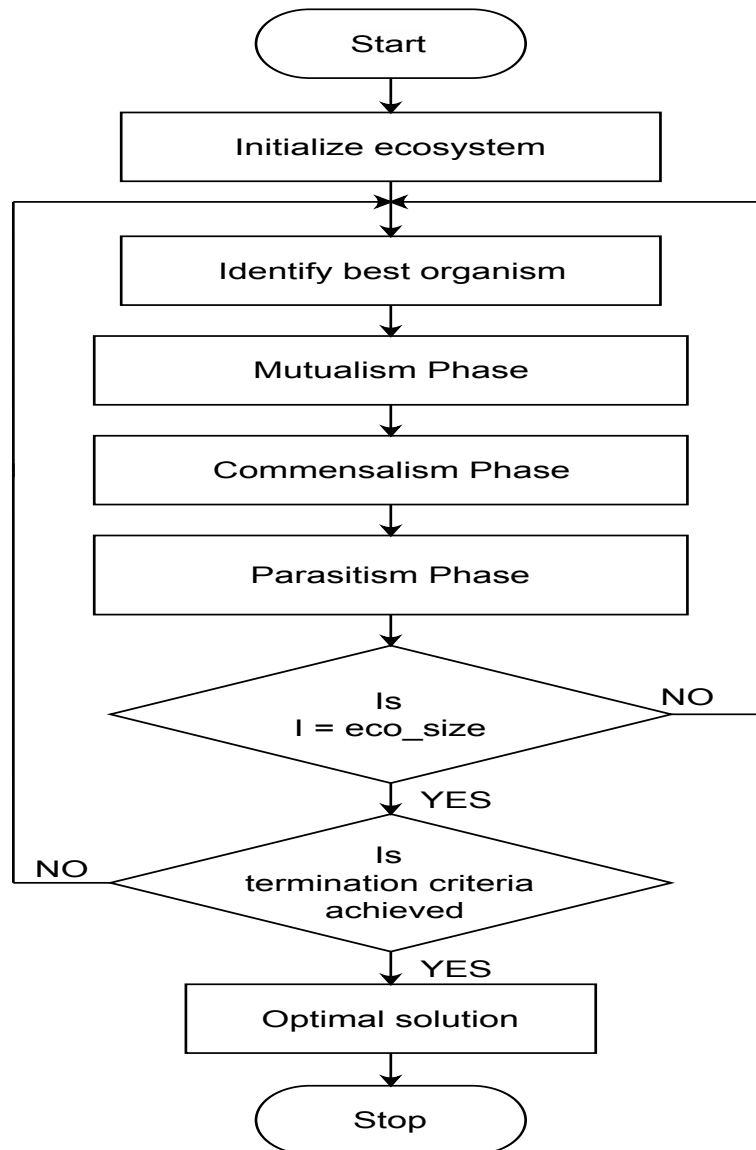 Start
Initialize ecosystem
Identify best organism
Mutualism Phase
Commensalism Phase
Parasitism Phase
Is
I = eco_size
NO
YES
Is
termination criteria
achieved
NO
YES
Optimal solution
Stop